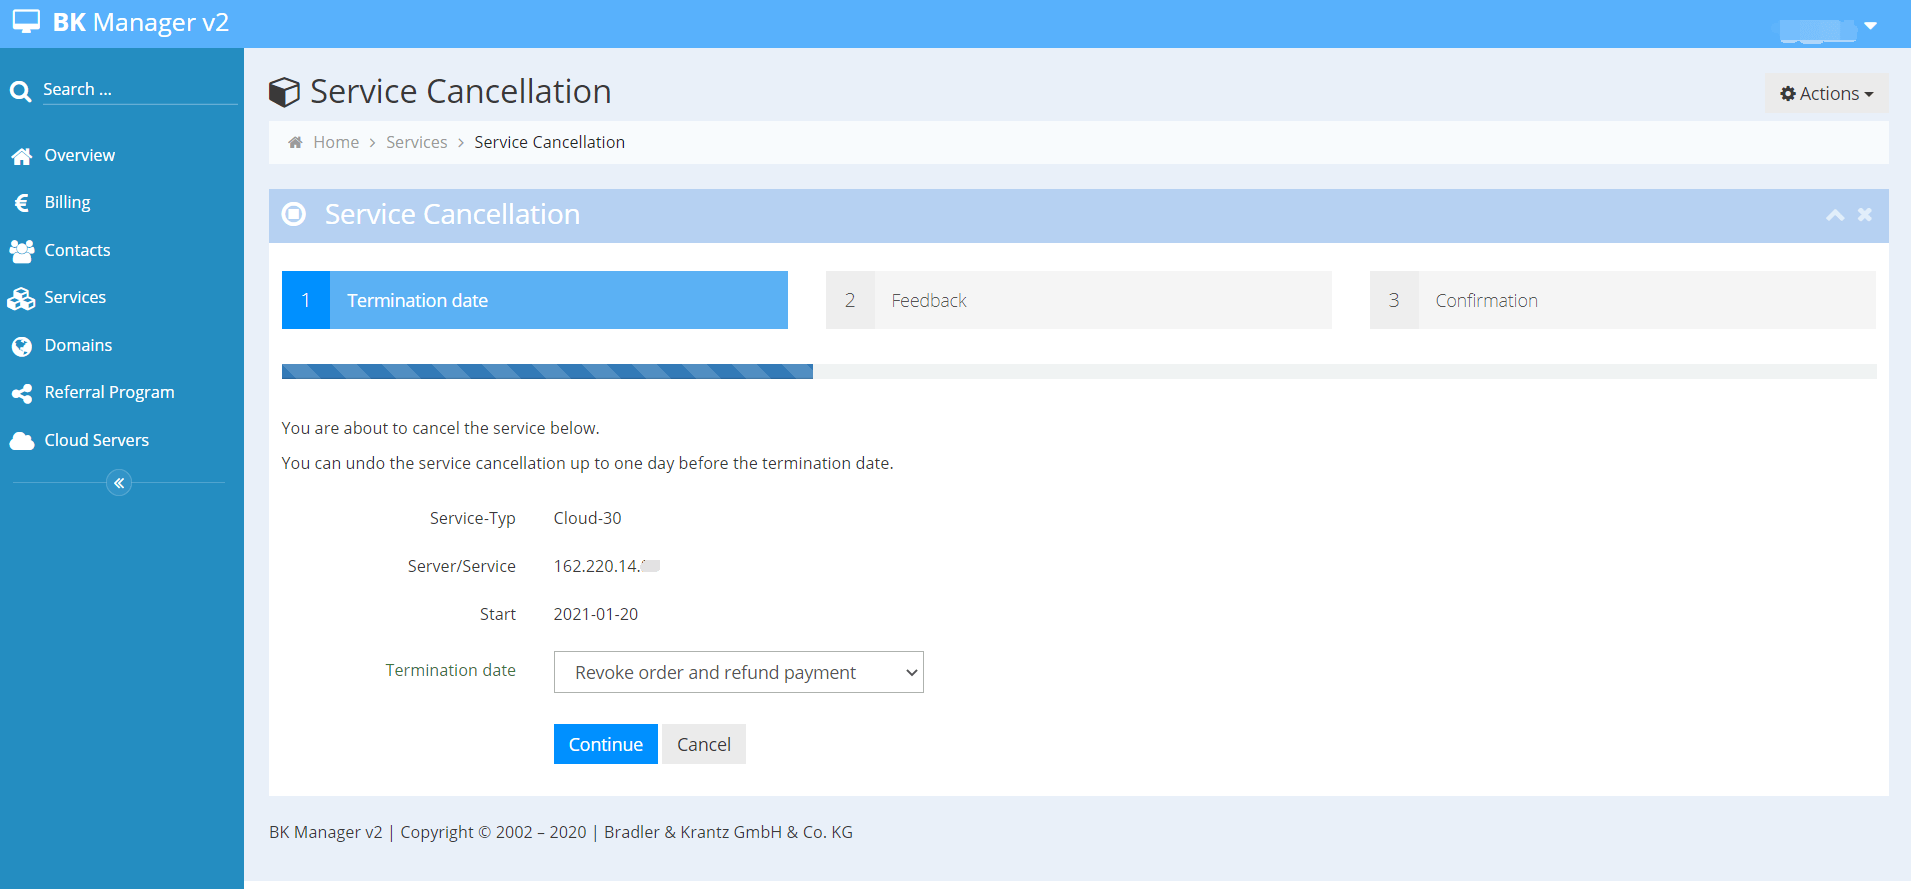 BK Manager v2
Search ...
Overview
Billing
Contacts
Services
Domains
Referral Program
Cloud Servers
Service Cancellation
Actions
Home > Services > Service Cancellation
Service Cancellation
1 Termination date
2 Feedback
3 Confirmation
You are about to cancel the service below.
You can undo the service cancellation up to one day before the termination date.
Service-Typ Cloud-30
Server/Service 162.220.14.
Start 2021-01-20
Termination date Revoke order and refund payment
Continue Cancel
BK Manager v2 | Copyright © 2002 – 2020 | Bradler & Krantz GmbH & Co. KG